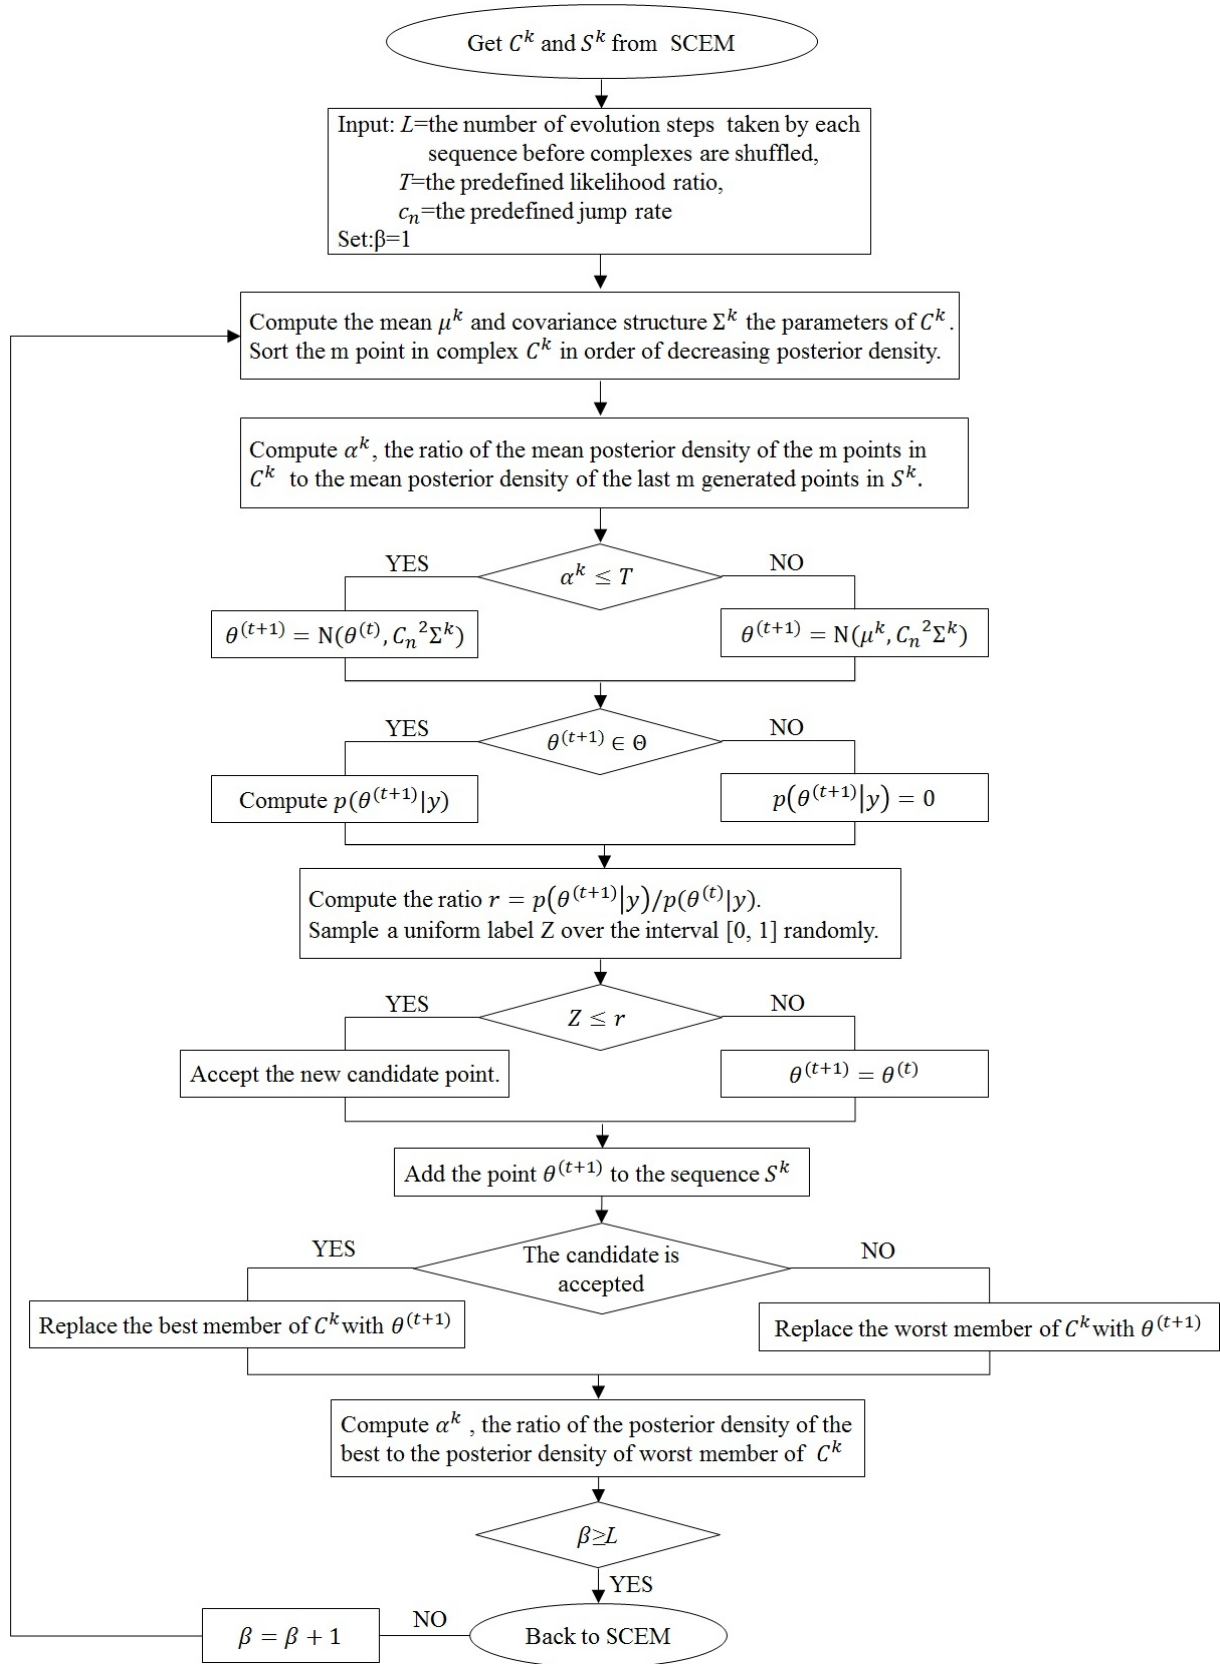 Get C^k and S^k from SCEM
Input: L=the number of evolution steps taken by each
sequence before complexes are shuffled,
T=the predefined likelihood ratio,
c_n=the predefined jump rate
Set:β=1
Compute the mean μ^k and covariance structure Σ^k the parameters of C^k.
Sort the m point in complex C^k in order of decreasing posterior density.
Compute α^k, the ratio of the mean posterior density of the m points in
C^k to the mean posterior density of the last m generated points in S^k.
YES
α^k ≤ T
NO
θ^(t+1) = N(θ^(t), C_n^2Σ^k)
θ^(t+1) = N(μ^k, C_n^2Σ^k)
YES
θ^(t+1) ∈ Θ
NO
Compute p(θ^(t+1)|y)
p(θ^(t+1)|y) = 0
Compute the ratio r = p(θ^(t+1)|y)/p(θ^(t)|y).
Sample a uniform label Z over the interval [0, 1] randomly.
YES
Z ≤ r
NO
Accept the new candidate point.
θ^(t+1) = θ^(t)
Add the point θ^(t+1) to the sequence S^k
YES
The candidate is
accepted
NO
Replace the best member of C^k with θ^(t+1)
Replace the worst member of C^k with θ^(t+1)
Compute α^k , the ratio of the posterior density of the
best to the posterior density of worst member of C^k
β≥L
YES
β = β + 1
NO
Back to SCEM